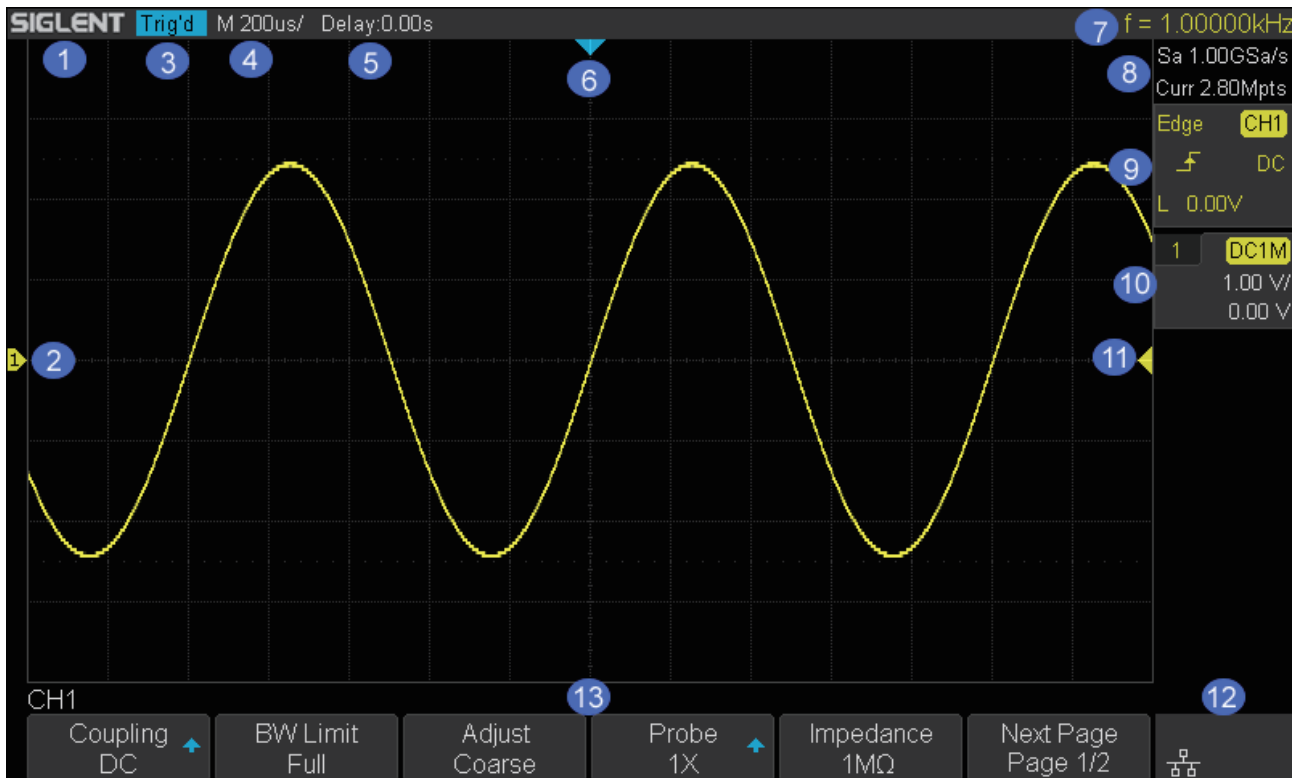 SIGLENT Trig'd M 200us/ Delay:0.00s 7 f = 1.00000kHz
1 3 4 5 6 8 Sa 1.00GSa/s
Curr 2.80Mpts
Edge CH1
9 DC
L 0.00V
1 DC1M
10 1.00 V/
0.00 V
1 2 11
CH1 13 12
Coupling BW Limit Adjust Probe Impedance Next Page
DC Full Coarse 1X 1MΩ Page 1/2